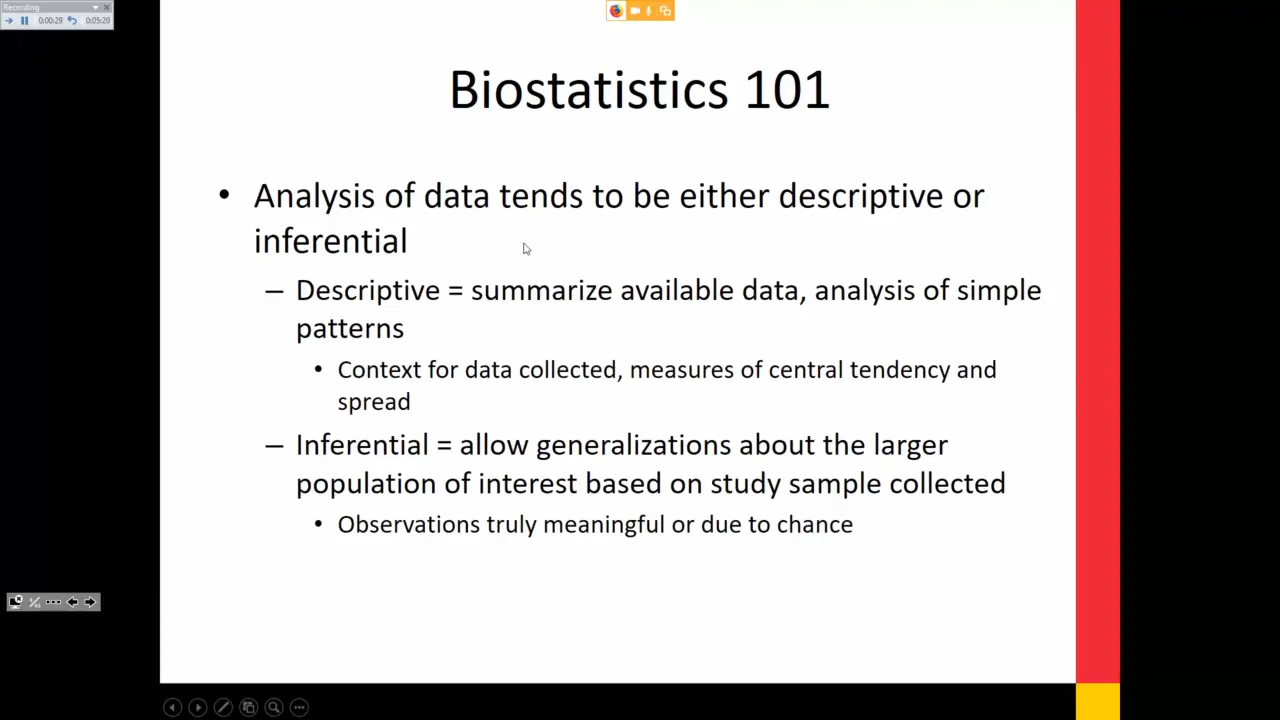 Recording
0:00:29
0:05:20
Biostatistics 101
• Analysis of data tends to be either descriptive or
inferential
– Descriptive = summarize available data, analysis of simple
patterns
• Context for data collected, measures of central tendency and
spread
– Inferential = allow generalizations about the larger
population of interest based on study sample collected
• Observations truly meaningful or due to chance